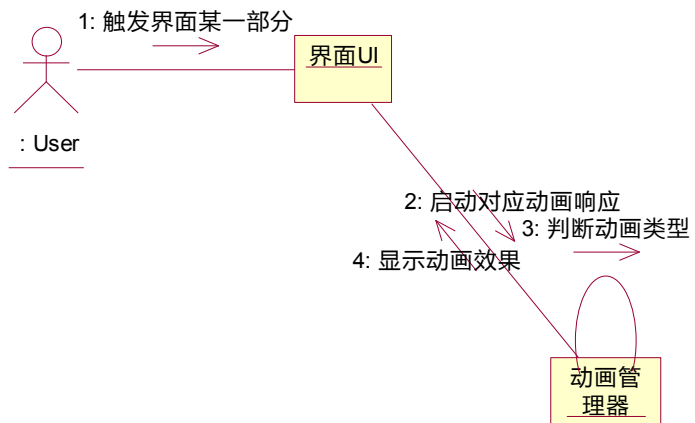 1: 触发界面某一部分
界面UI
: User
2: 启动对应动画响应
3: 判断动画类型
4: 显示动画效果
动画管
理器